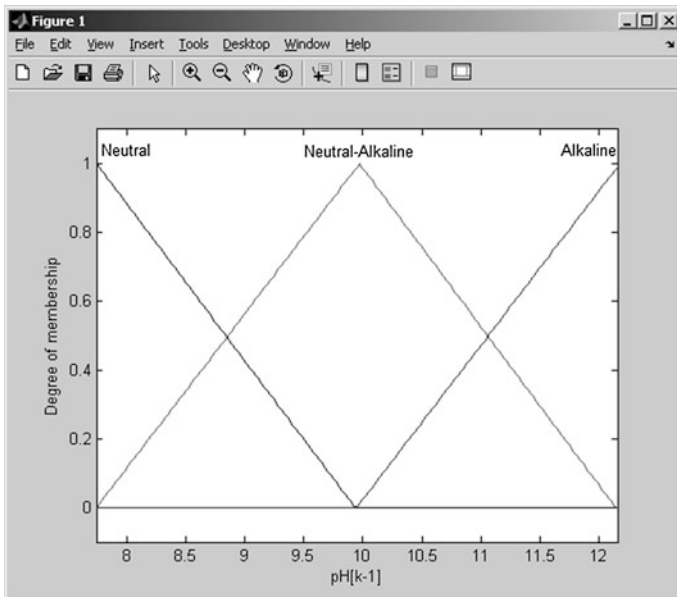 Figure 1
File Edit View Insert Tools Desktop Window Help
Neutral Neutral-Alkaline Alkaline
1
0.8
0.6
0.4
0.2
0
Degree of membership
8 8.5 9 9.5 10 10.5 11 11.5 12
pH[k-1]